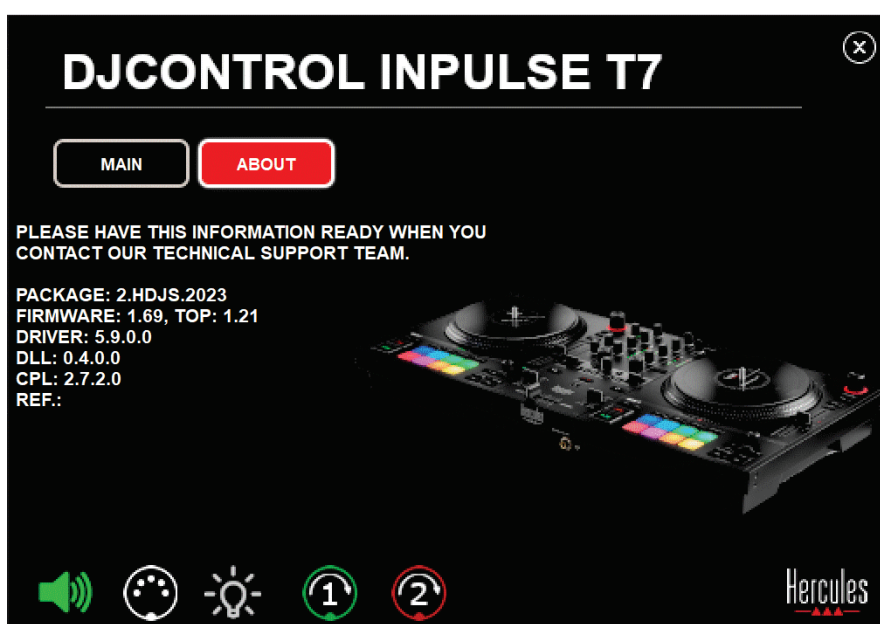 DJCONTROL INPULSE T7
MAIN
ABOUT
PLEASE HAVE THIS INFORMATION READY WHEN YOU
CONTACT OUR TECHNICAL SUPPORT TEAM.
PACKAGE: 2.HDJS.2023
FIRMWARE: 1.69, TOP: 1.21
DRIVER: 5.9.0.0
DLL: 0.4.0.0
CPL: 2.7.2.0
REF.:
1
2
Hercules